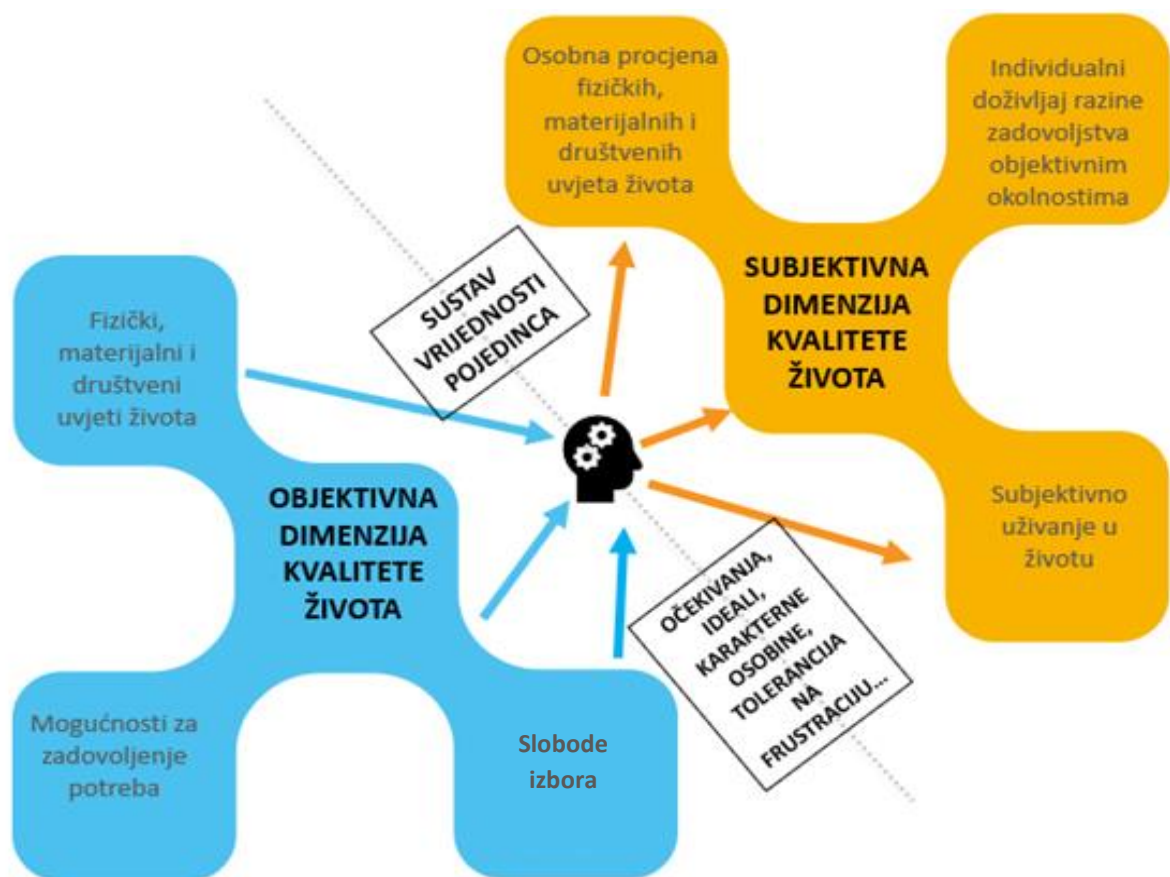 Osobna procjena
fizičkih,
materijalnih i
društvenih
uvjeta života
Individualni
doživljaj razine
zadovoljstva
objektivnim
okolnostima
SUBJEKTIVNA
DIMENZIJA
KVALITETE
ŽIVOTA
Subjektivno
uživanje u
životu
SUSTAV
VRIJEDNOSTI
POJEDINCA
Fizički,
materijalni i
društveni
uvjeti života
OBJEKTIVNA
DIMENZIJA
KVALITETE
ŽIVOTA
OČEKIVANJA,
IDEALI,
KARAKTERNE
OSOBINE,
TOLERANCIJA
NA
FRUSTRACIJU...
Mogućnosti za
zadovoljenje
potreba
Slobode
izbora